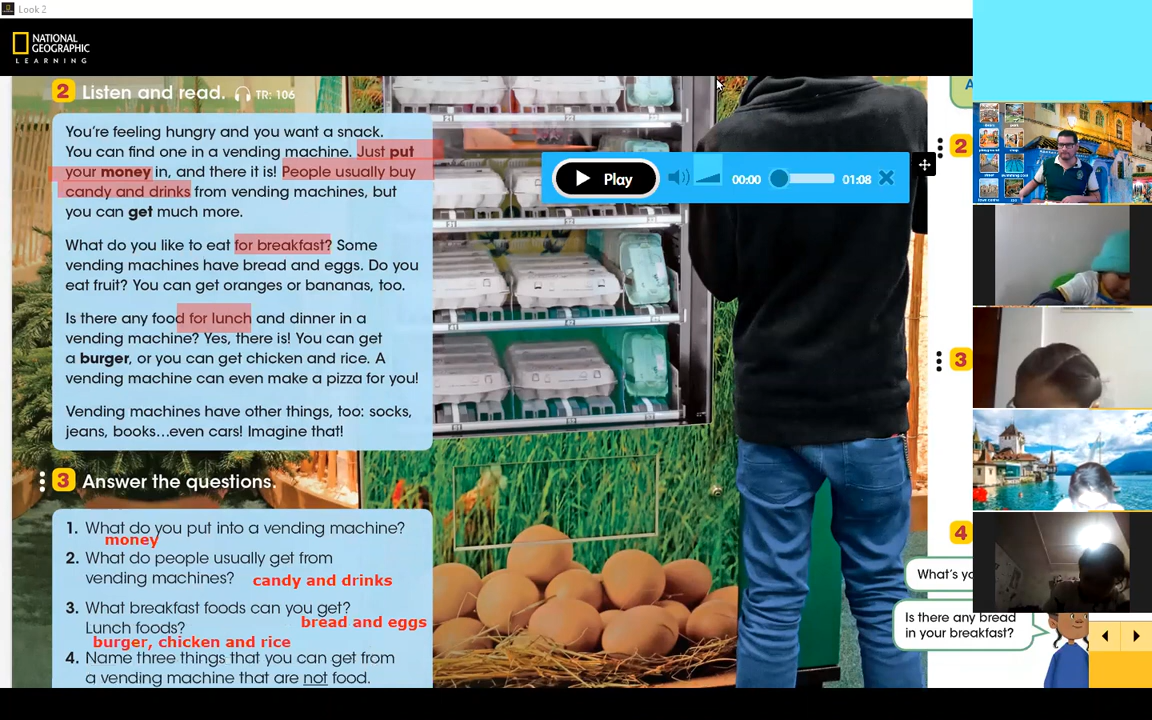 Look 2
NATIONAL
GEOGRAPHIC
LEARNING
2 Listen and read. TR: 106
You're feeling hungry and you want a snack.
You can find one in a vending machine. Just put
your money in, and there it is! People usually buy
candy and drinks from vending machines, but
you can get much more.
What do you like to eat for breakfast? Some
vending machines have bread and eggs. Do you
eat fruit? You can get oranges or bananas, too.
Is there any food for lunch and dinner in a
vending machine? Yes, there is! You can get
a burger, or you can get chicken and rice. A
vending machine can even make a pizza for you!
Vending machines have other things, too: socks,
jeans, books...even cars! Imagine that!
3 Answer the questions.
1. What do you put into a vending machine?
money
2. What do people usually get from
vending machines? candy and drinks
3. What breakfast foods can you get?
Lunch foods? bread and eggs
burger, chicken and rice
4. Name three things that you can get from
a vending machine that are not food.
Play 00:00 01:08
2
3
4
What's yo
Is there any bread
in your breakfast?